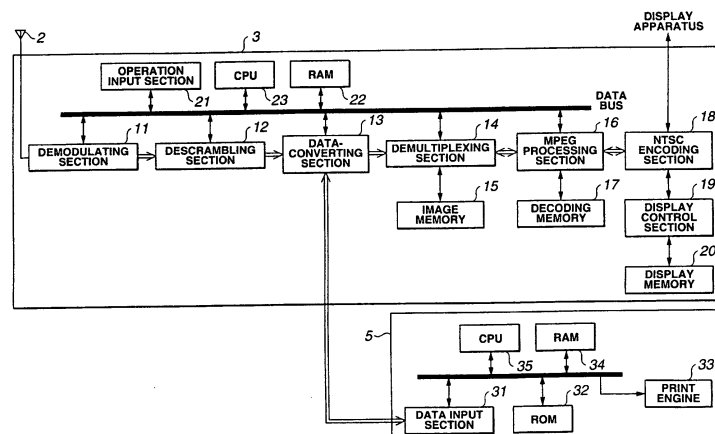 DISPLAY
APPARATUS
2
3
OPERATION
INPUT SECTION
21
CPU
23
RAM
22
DATA
BUS
11
DEMODULATING
SECTION
12
DESCRAMBLING
SECTION
13
DATA-
CONVERTING
SECTION
14
DEMULTIPLEXING
SECTION
16
MPEG
PROCESSING
SECTION
18
NTSC
ENCODING
SECTION
15
IMAGE
MEMORY
17
DECODING
MEMORY
19
DISPLAY
CONTROL
SECTION
20
DISPLAY
MEMORY
5
CPU
35
RAM
34
33
PRINT
ENGINE
31
DATA INPUT
SECTION
32
ROM